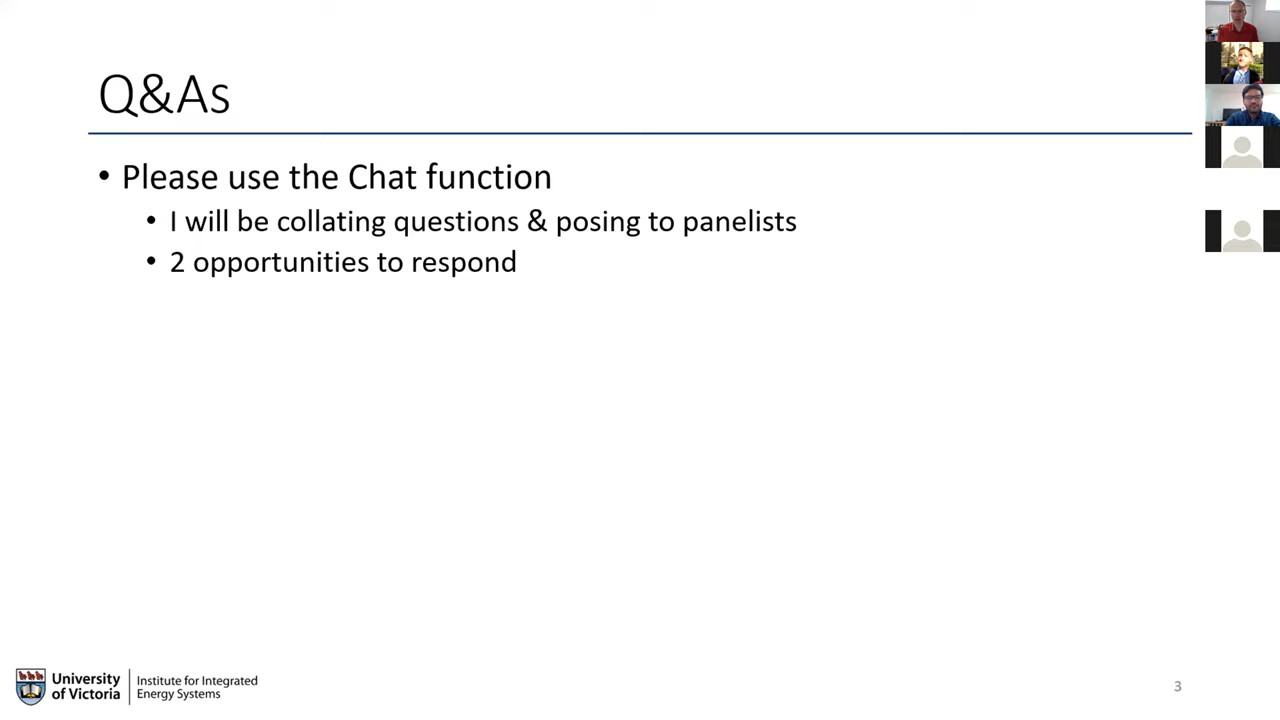 Q&As
• Please use the Chat function
• I will be collating questions & posing to panelists
• 2 opportunities to respond
University
of Victoria
Institute for Integrated
Energy Systems
3